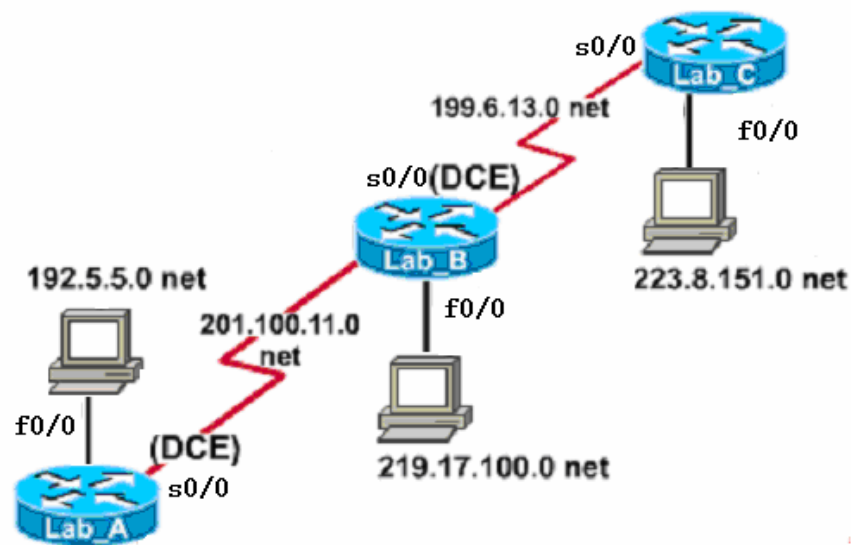 s0/0
Lab_C
199.6.13.0 net
f0/0
s0/0(DCE)
Lab_B
223.8.151.0 net
192.5.5.0 net
f0/0
201.100.11.0
net
f0/0
(DCE)
219.17.100.0 net
s0/0
Lab_A